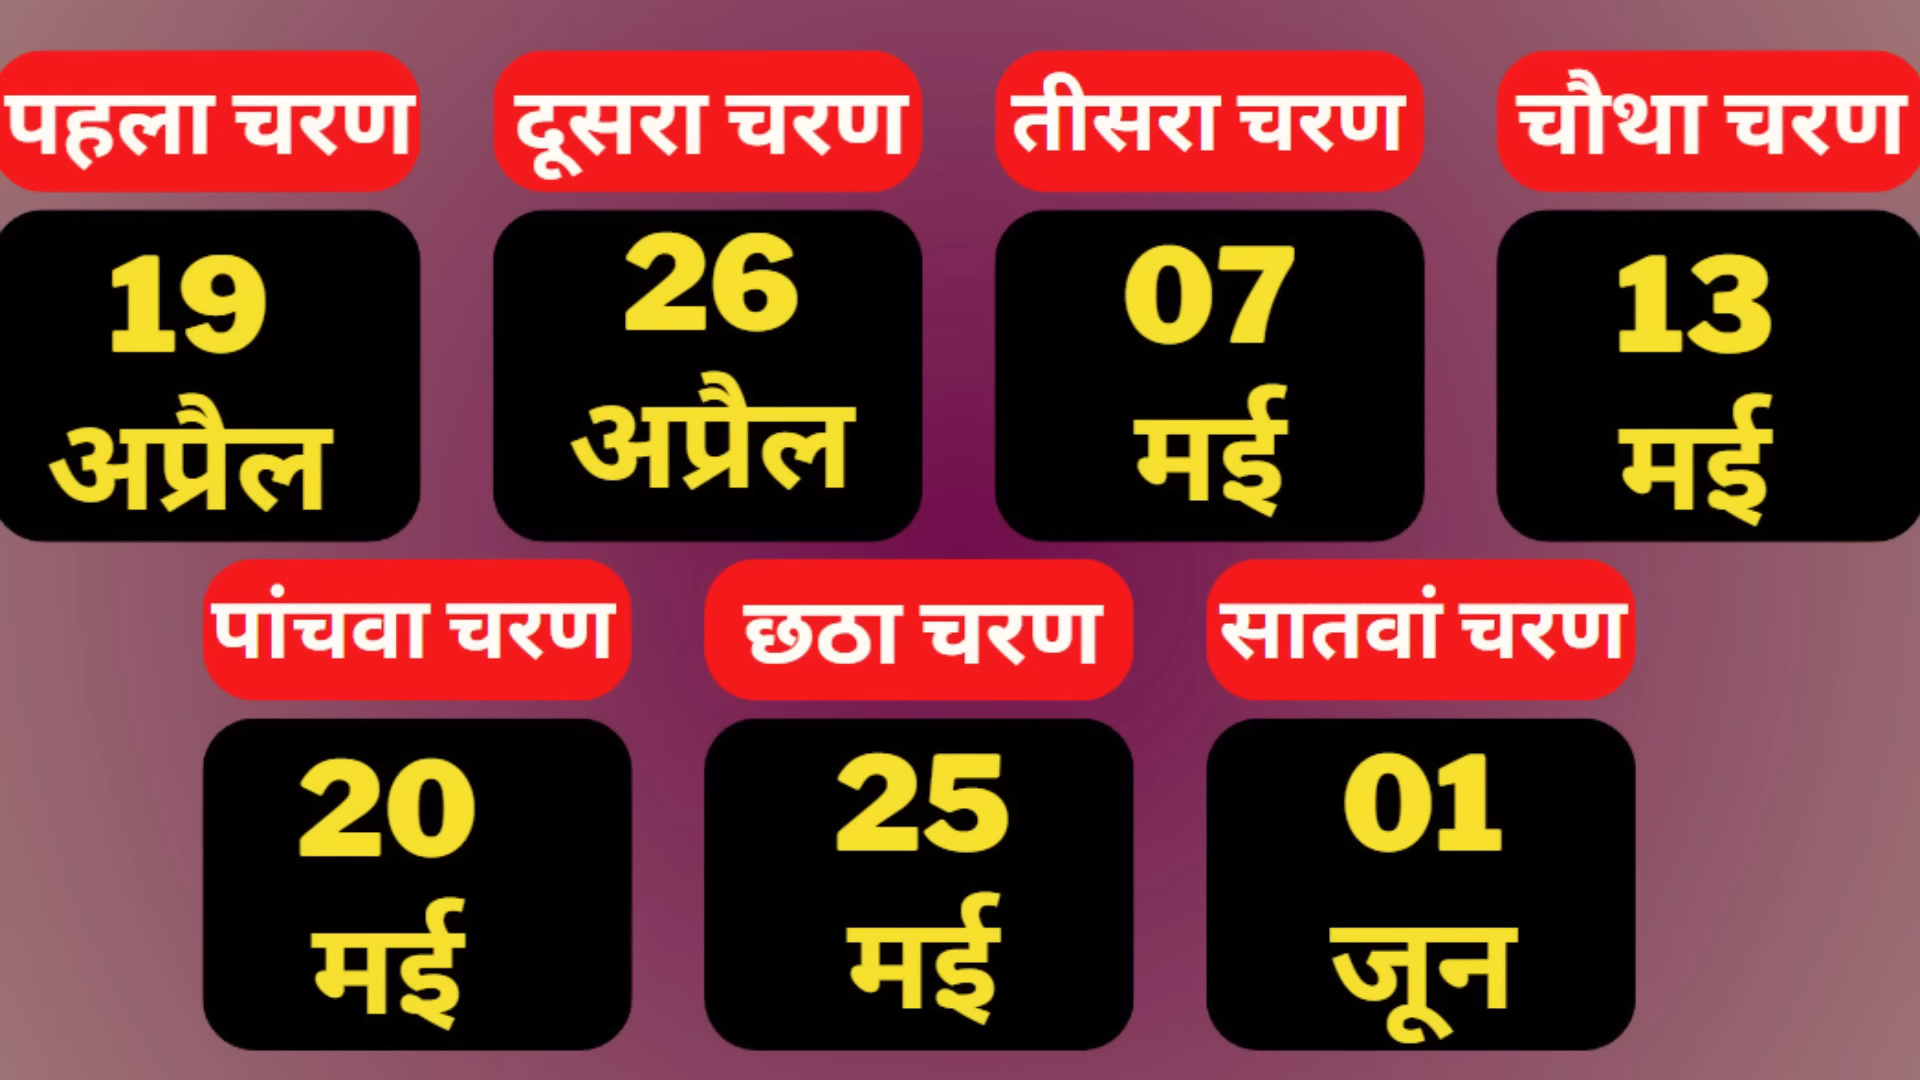 पहला चरण
दूसरा चरण
तीसरा चरण
चौथा चरण
19
अप्रैल
26
अप्रैल
07
मई
13
मई
पांचवा चरण
छठा चरण
सातवां चरण
20
मई
25
मई
01
जून